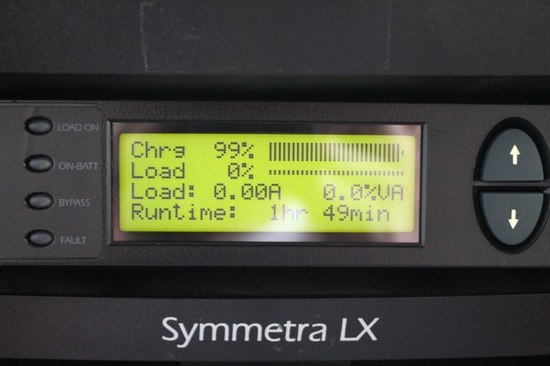 LOAD ON
ON-BATT
BYPASS
FAULT
Chrg 99%
Load 0%
Load: 0.00A 0.0%VA
Runtime: 1hr 49min
Symmetra LX